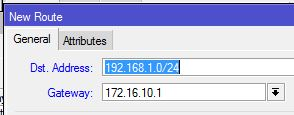 New Route
General Attributes
Dst. Address: 192.168.1.0/24
Gateway: 172.16.10.1